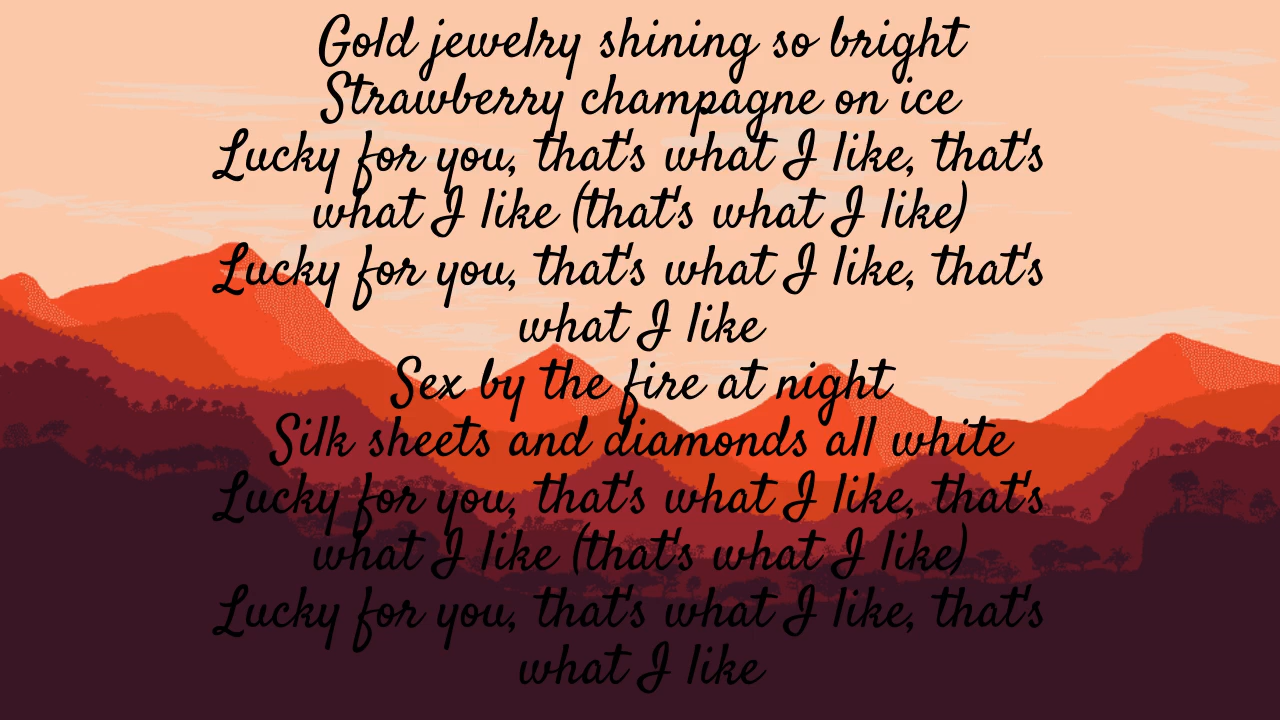 Gold jewelry shining so bright
Strawberry champagne on ice
Lucky for you, that's what I like, that's
what I like (that's what I like)
Lucky for you, that's what I like, that's
what I like
Sex by the fire at night
Silk sheets and diamonds all white
Lucky for you, that's what I like, that's
what I like (that's what I like)
Lucky for you, that's what I like, that's
what I like